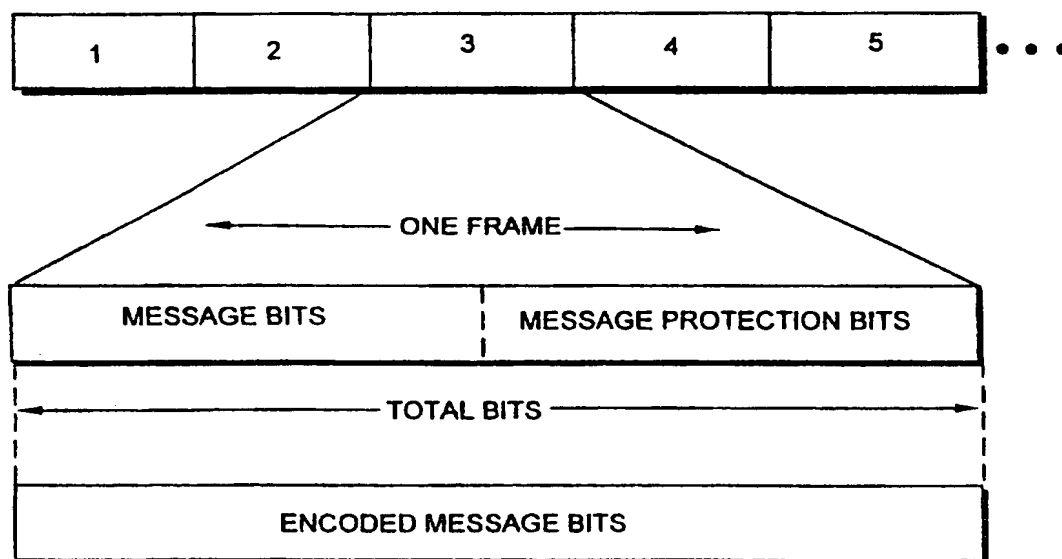 1 2 3 4 5 • • •
ONE FRAME
MESSAGE BITS MESSAGE PROTECTION BITS
TOTAL BITS
ENCODED MESSAGE BITS